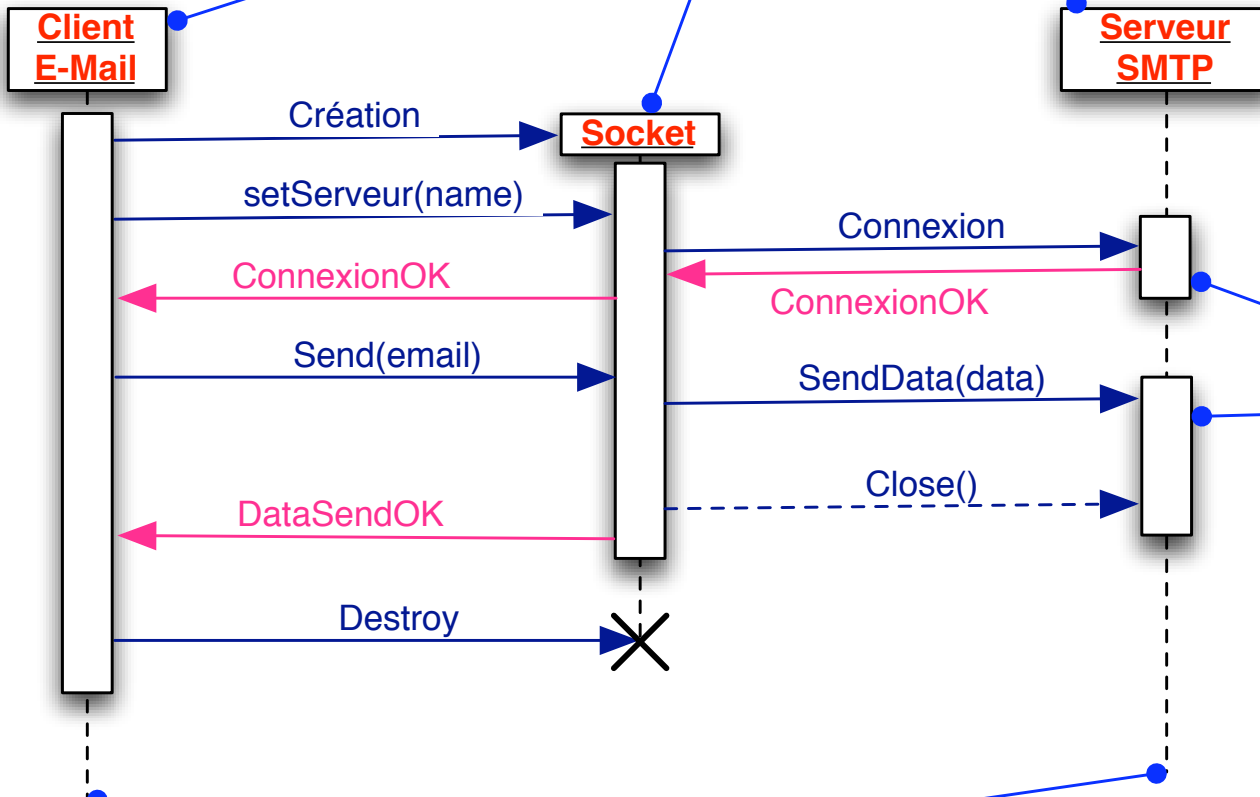 Client
E-Mail
Serveur
SMTP
Création
Socket
setServeur(name)
Connexion
ConnexionOK
ConnexionOK
Send(email)
SendData(data)
Close()
DataSendOK
Destroy